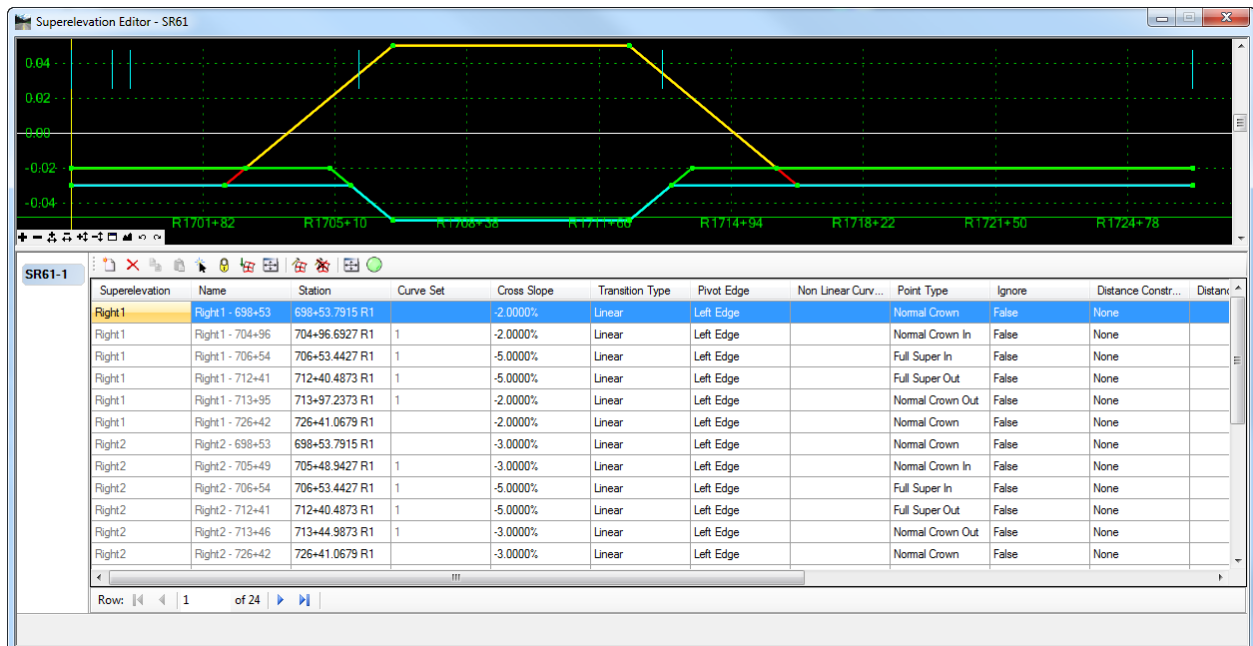 Superelevation Editor - SR61
0.04
0.02
0.00
-0.02
-0.04
R1701+82 R1705+10 R1708+38 R1711+66 R1714+94 R1718+22 R1721+50 R1724+78
SR61-1
Superelevation Name Station Curve Set Cross Slope Transition Type Pivot Edge Non Linear Curv... Point Type Ignore Distance Constr... Distanc
Right1 Right1 - 698+53 698+53.7915 R1 -2.0000% Linear Left Edge Normal Crown False None
Right1 Right1 - 704+96 704+96.6927 R1 1 -2.0000% Linear Left Edge Normal Crown In False None
Right1 Right1 - 706+54 706+53.4427 R1 1 -5.0000% Linear Left Edge Full Super In False None
Right1 Right1 - 712+41 712+40.4873 R1 1 -5.0000% Linear Left Edge Full Super Out False None
Right1 Right1 - 713+95 713+97.2373 R1 1 -2.0000% Linear Left Edge Normal Crown Out False None
Right1 Right1 - 726+42 726+41.0679 R1 -2.0000% Linear Left Edge Normal Crown False None
Right2 Right2 - 698+53 698+53.7915 R1 -3.0000% Linear Left Edge Normal Crown False None
Right2 Right2 - 705+49 705+48.9427 R1 1 -3.0000% Linear Left Edge Normal Crown In False None
Right2 Right2 - 706+54 706+53.4427 R1 1 -5.0000% Linear Left Edge Full Super In False None
Right2 Right2 - 712+41 712+40.4873 R1 1 -5.0000% Linear Left Edge Full Super Out False None
Right2 Right2 - 713+46 713+44.9873 R1 1 -3.0000% Linear Left Edge Normal Crown Out False None
Right2 Right2 - 726+42 726+41.0679 R1 -3.0000% Linear Left Edge Normal Crown False None
Row: 1 of 24